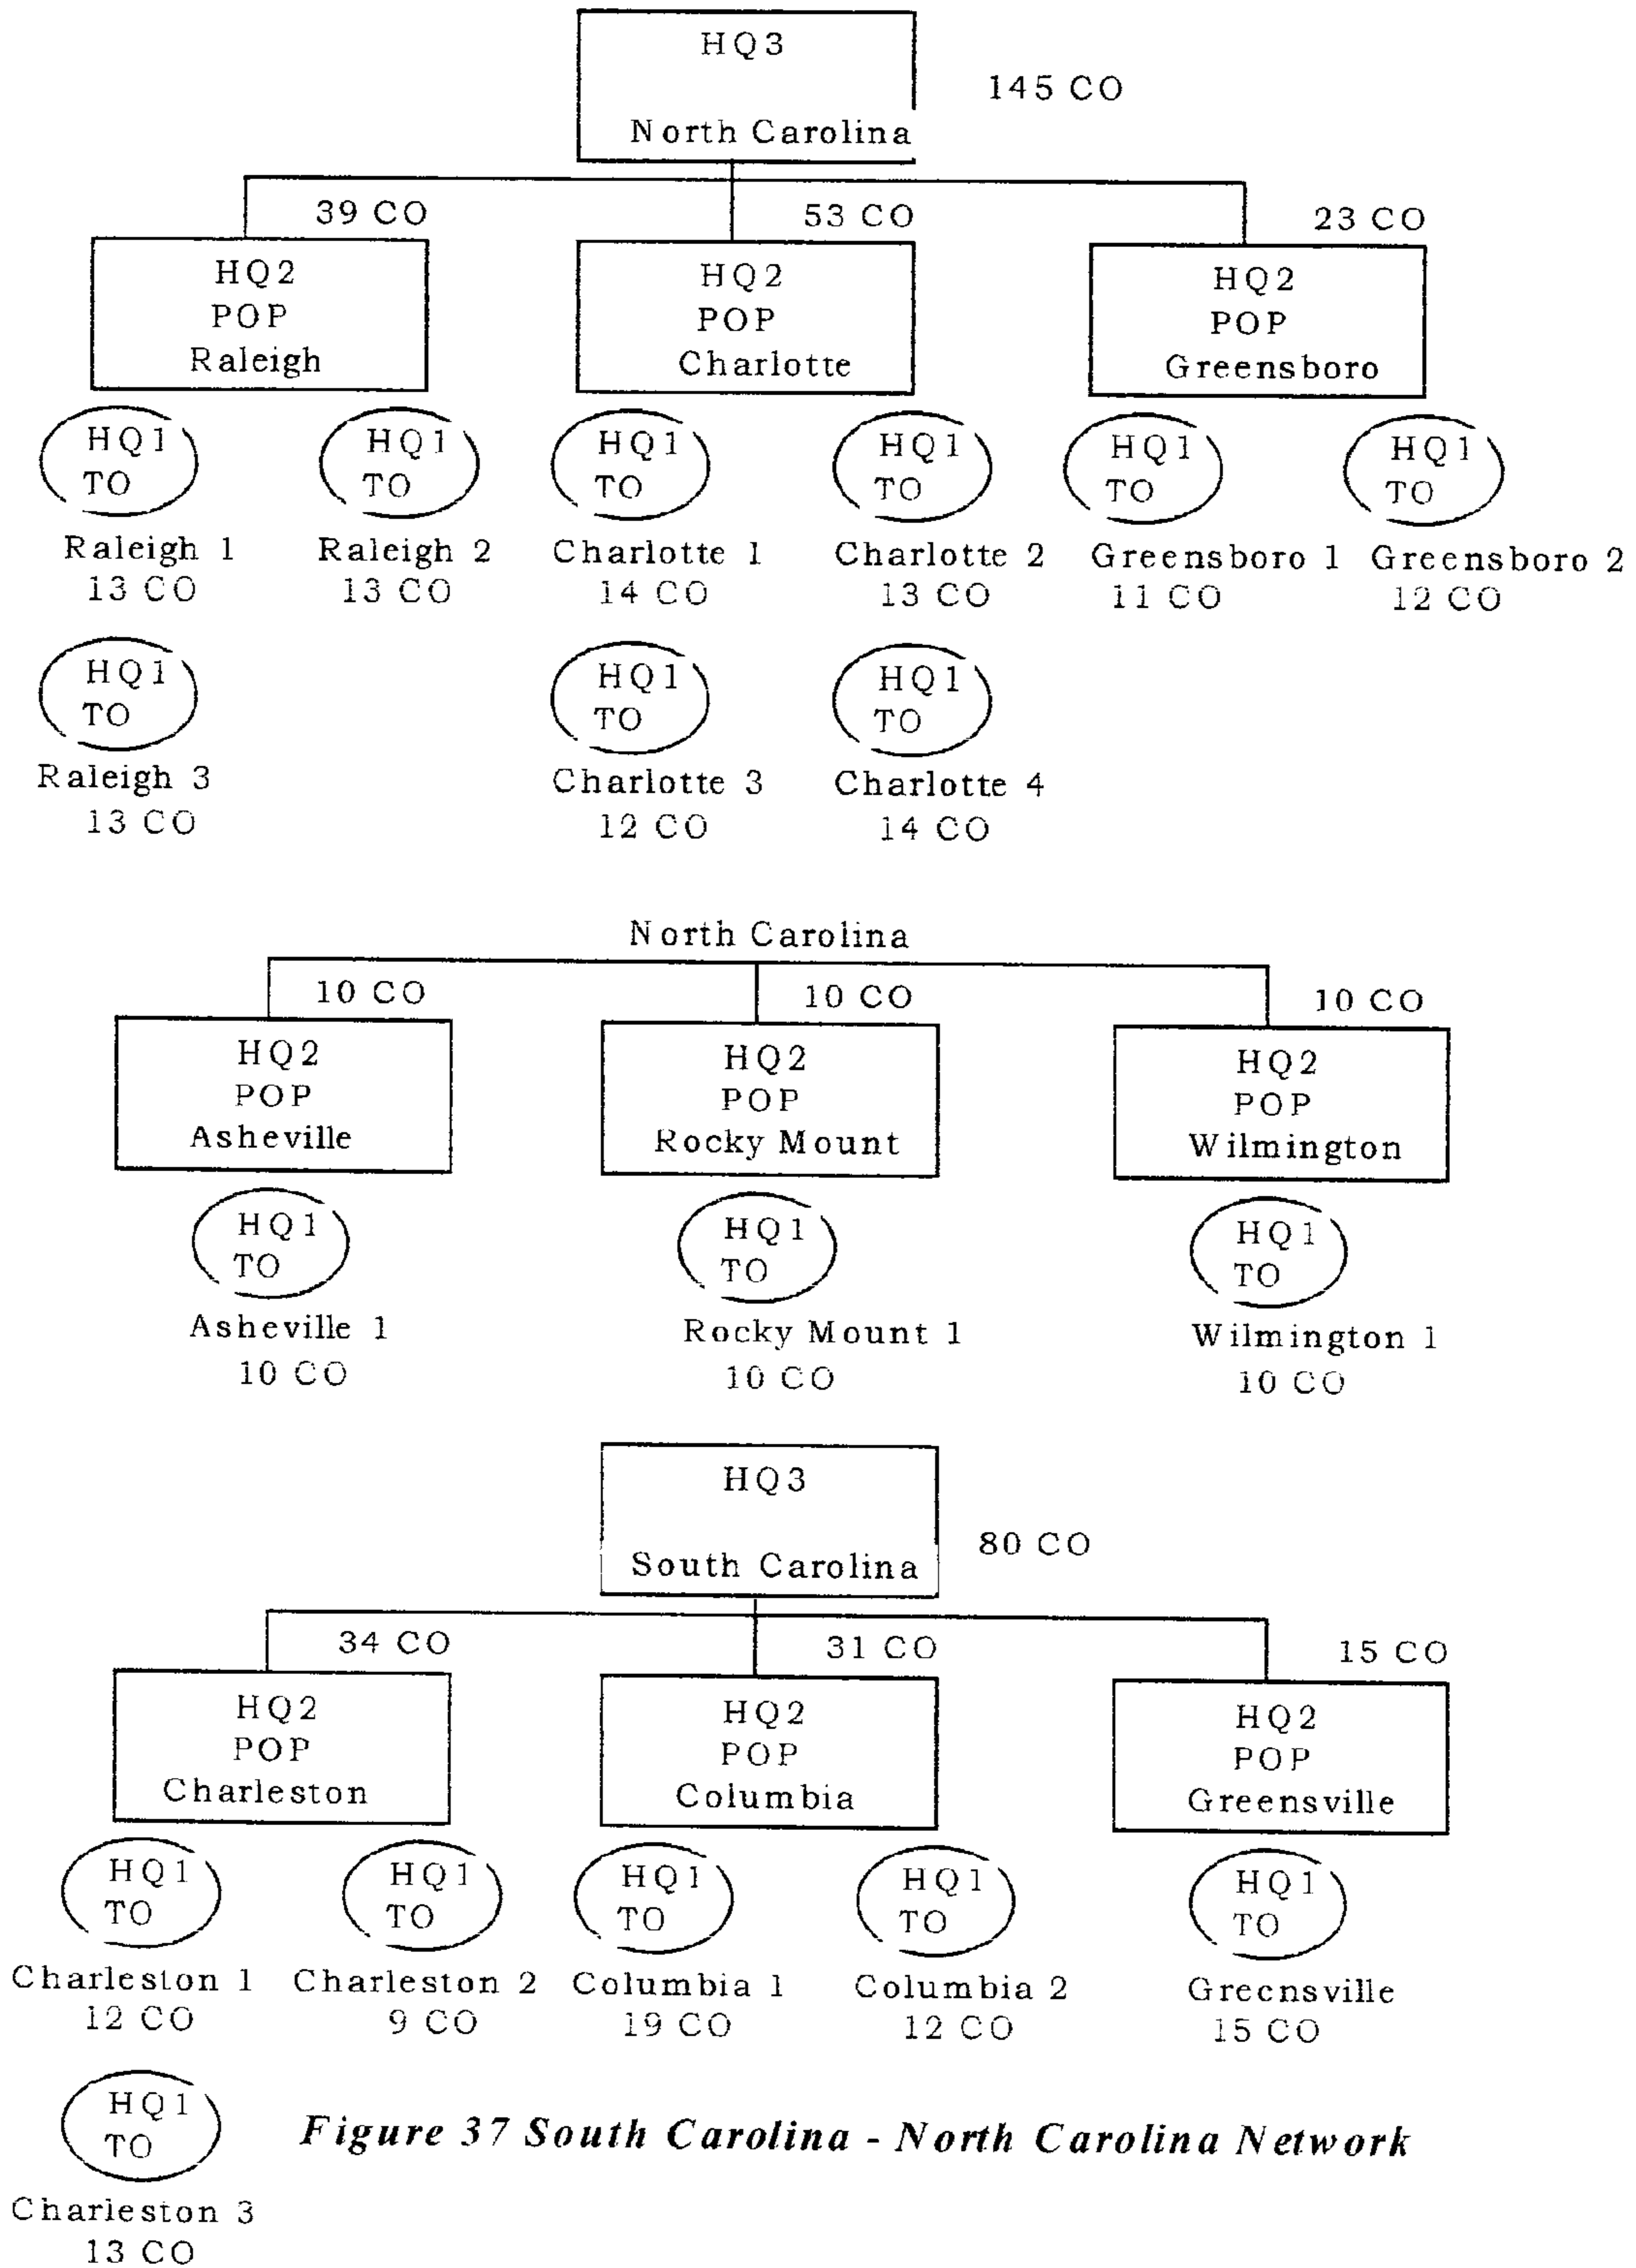 HQ3
145 CO
North Carolina
39 CO
53 CO
23 CO
HQ2
POP
Raleigh
HQ2
POP
Charlotte
HQ2
POP
Greensboro
HQ1
TO
HQ1
TO
HQ1
TO
HQ1
TO
HQ1
TO
HQ1
TO
Raleigh 1
13 CO
Raleigh 2
13 CO
Charlotte 1
14 CO
Charlotte 2
13 CO
Greensboro 1
11 CO
Greensboro 2
12 CO
HQ1
TO
HQ1
TO
HQ1
TO
Raleigh 3
13 CO
Charlotte 3
12 CO
Charlotte 4
14 CO
North Carolina
10 CO
10 CO
10 CO
HQ2
POP
Asheville
HQ2
POP
Rocky Mount
HQ2
POP
Wilmington
HQ1
TO
HQ1
TO
HQ1
TO
Asheville 1
10 CO
Rocky Mount 1
10 CO
Wilmington 1
10 CO
HQ3
South Carolina
80 CO
34 CO
31 CO
15 CO
HQ2
POP
Charleston
HQ2
POP
Columbia
HQ2
POP
Greensville
HQ1
TO
HQ1
TO
HQ1
TO
HQ1
TO
HQ1
TO
Charleston 1
12 CO
Charleston 2
9 CO
Columbia 1
19 CO
Columbia 2
12 CO
Greensville
15 CO
HQ1
TO
Figure 37 South Carolina - North Carolina Network
Charleston 3
13 CO